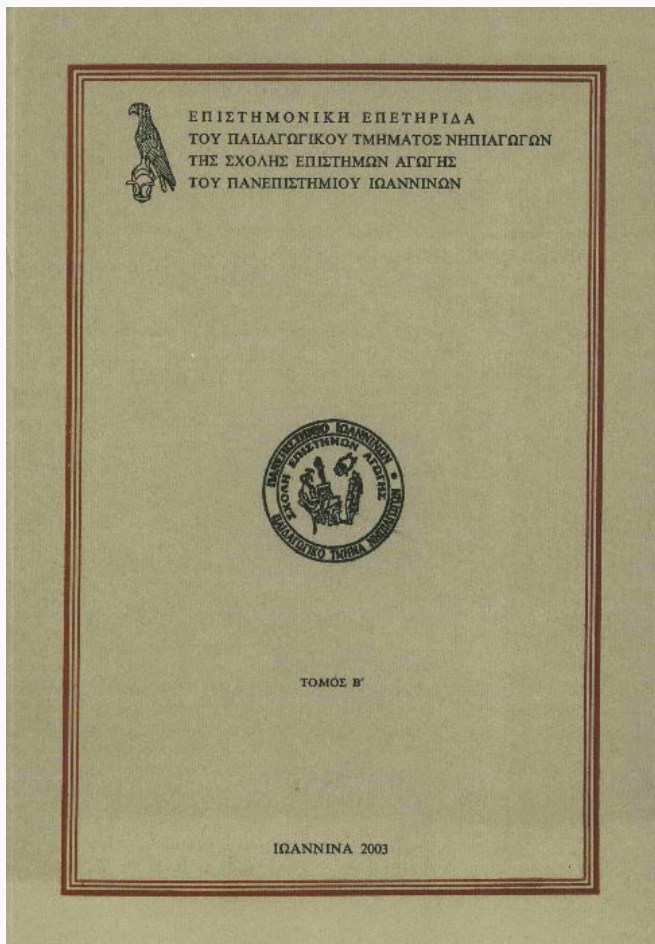 ΕΠΙΣΤΗΜΟΝΙΚΗ ΕΠΕΤΗΡΙΔΑ
ΤΟΥ ΠΑΙΔΑΓΩΓΙΚΟΥ ΤΜΗΜΑΤΟΣ ΝΗΠΙΑΓΩΓΩΝ
ΤΗΣ ΣΧΟΛΗΣ ΕΠΙΣΤΗΜΩΝ ΑΓΩΓΗΣ
ΤΟΥ ΠΑΝΕΠΙΣΤΗΜΙΟΥ ΙΩΑΝΝΙΝΩΝ
ΠΑΝΕΠΙΣΤΗΜΙΟ ΙΩΑΝΝΙΝΩΝ
ΣΧΟΛΗ ΕΠΙΣΤΗΜΩΝ ΑΓΩΓΗΣ
ΠΑΙΔΑΓΩΓΙΚΟ ΤΜΗΜΑ ΝΗΠΙΑΓΩΓΩΝ
ΤΟΜΟΣ Β'
ΙΩΑΝΝΙΝΑ 2003